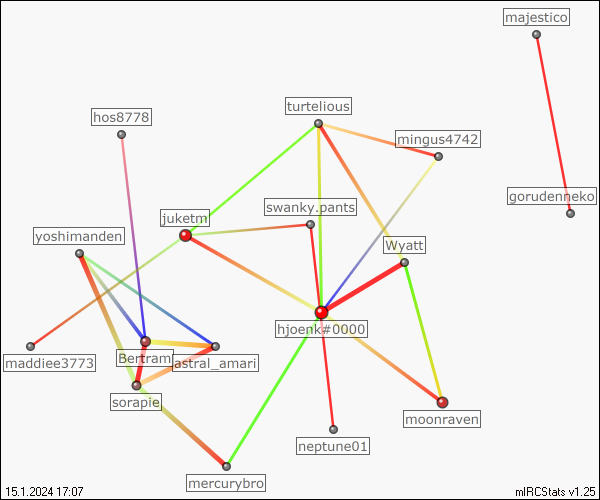 majestico
turtelious
hos8778
mingus4742
gorudenneko
swanky.pants
juketm
yoshimanden
Wyatt
hjoenk#0000
Bertram
astral_amari
maddiee3773
sorapie
moonraven
neptune01
mercurybro
15.1.2024 17:07
mIRCStats v1.25